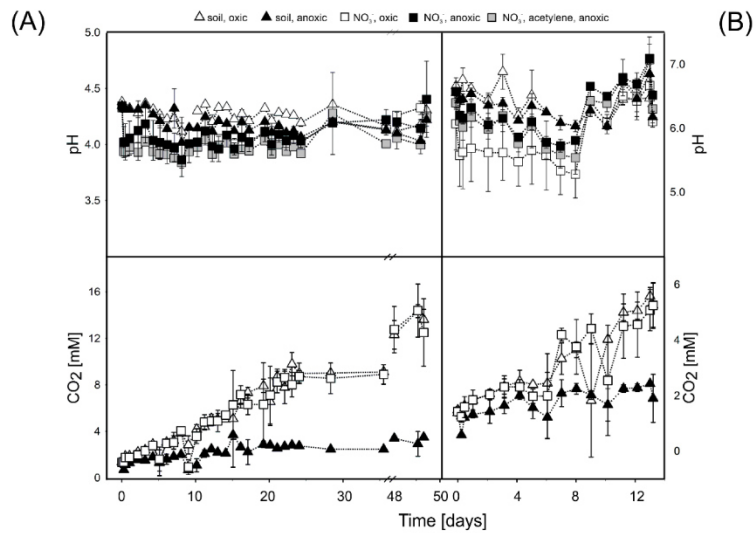 (A)
(B)
soil, oxic soil, anoxic NO₃⁻, oxic NO₃⁻, anoxic NO₃⁻, acetylene, anoxic
5.0
4.5
4.0
3.5
pH
7.0
6.0
5.0
pH
16
12
8
4
0
CO₂ [mM]
6
4
2
0
CO₂ [mM]
0 10 20 30 48 50 0 4 8 12
Time [days]